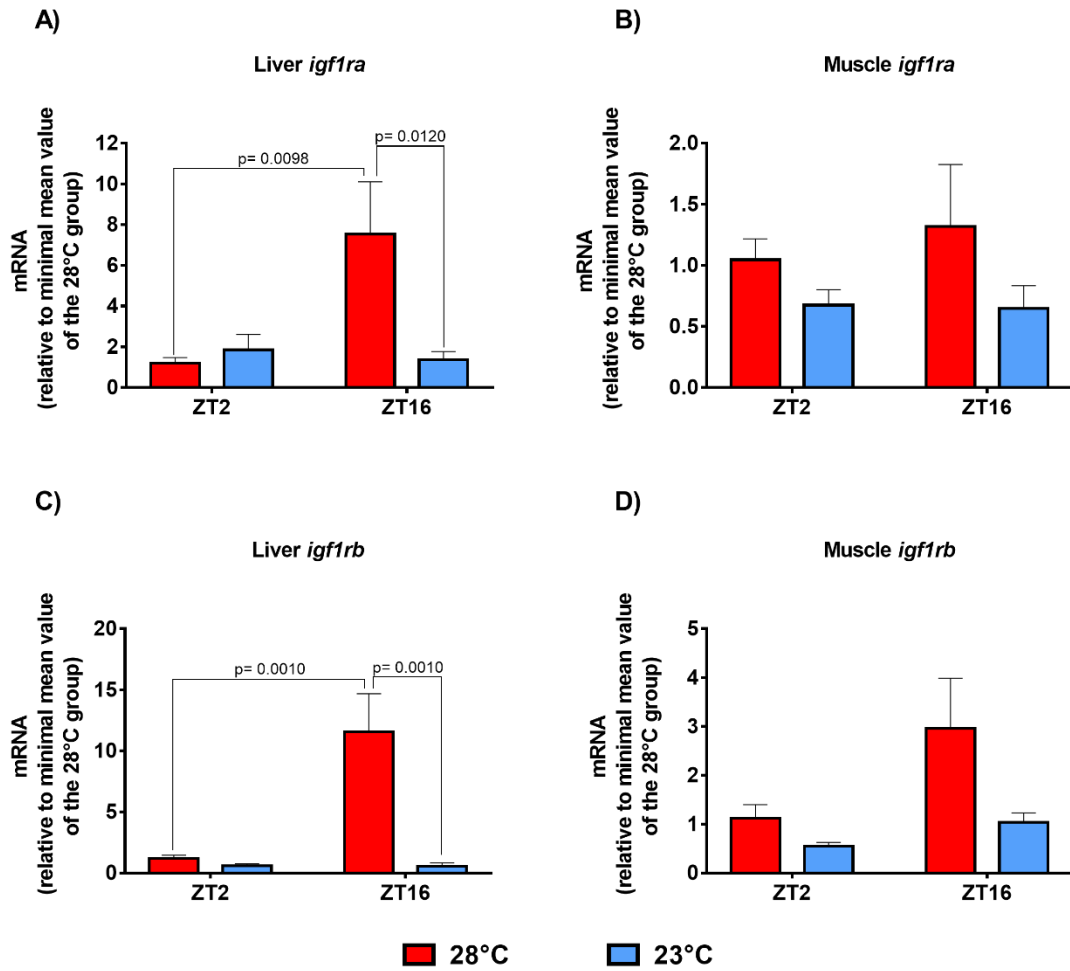 A)
Liver igf1ra
mRNA
(relative to minimal mean value
of the 28°C group)
12
10
8
6
4
2
0
p= 0.0098
p= 0.0120
ZT2
ZT16
B)
Muscle igf1ra
mRNA
(relative to minimal mean value
of the 28°C group)
2.0
1.5
1.0
0.5
0.0
ZT2
ZT16
C)
Liver igf1rb
mRNA
(relative to minimal mean value
of the 28°C group)
20
15
10
5
0
p= 0.0010
p= 0.0010
ZT2
ZT16
D)
Muscle igf1rb
mRNA
(relative to minimal mean value
of the 28°C group)
5
4
3
2
1
0
ZT2
ZT16
28°C
23°C